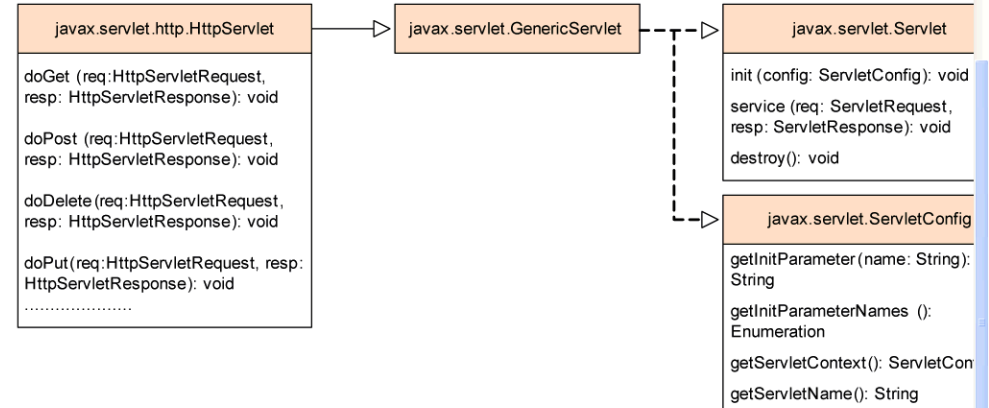 javax.servlet.http.HttpServlet
doGet (req:HttpServletRequest,
resp: HttpServletResponse): void
doPost (req:HttpServletRequest,
resp: HttpServletResponse): void
doDelete (req:HttpServletRequest,
resp: HttpServletResponse): void
doPut(req:HttpServletRequest, resp:
HttpServletResponse): void
.....................
javax.servlet.GenericServlet
javax.servlet.Servlet
init (config: ServletConfig): void
service (req: ServletRequest,
resp: ServletResponse): void
destroy(): void
javax.servlet.ServletConfig
getInitParameter (name: String):
String
getInitParameterNames ():
Enumeration
getServletContext(): ServletCon
getServletName(): String